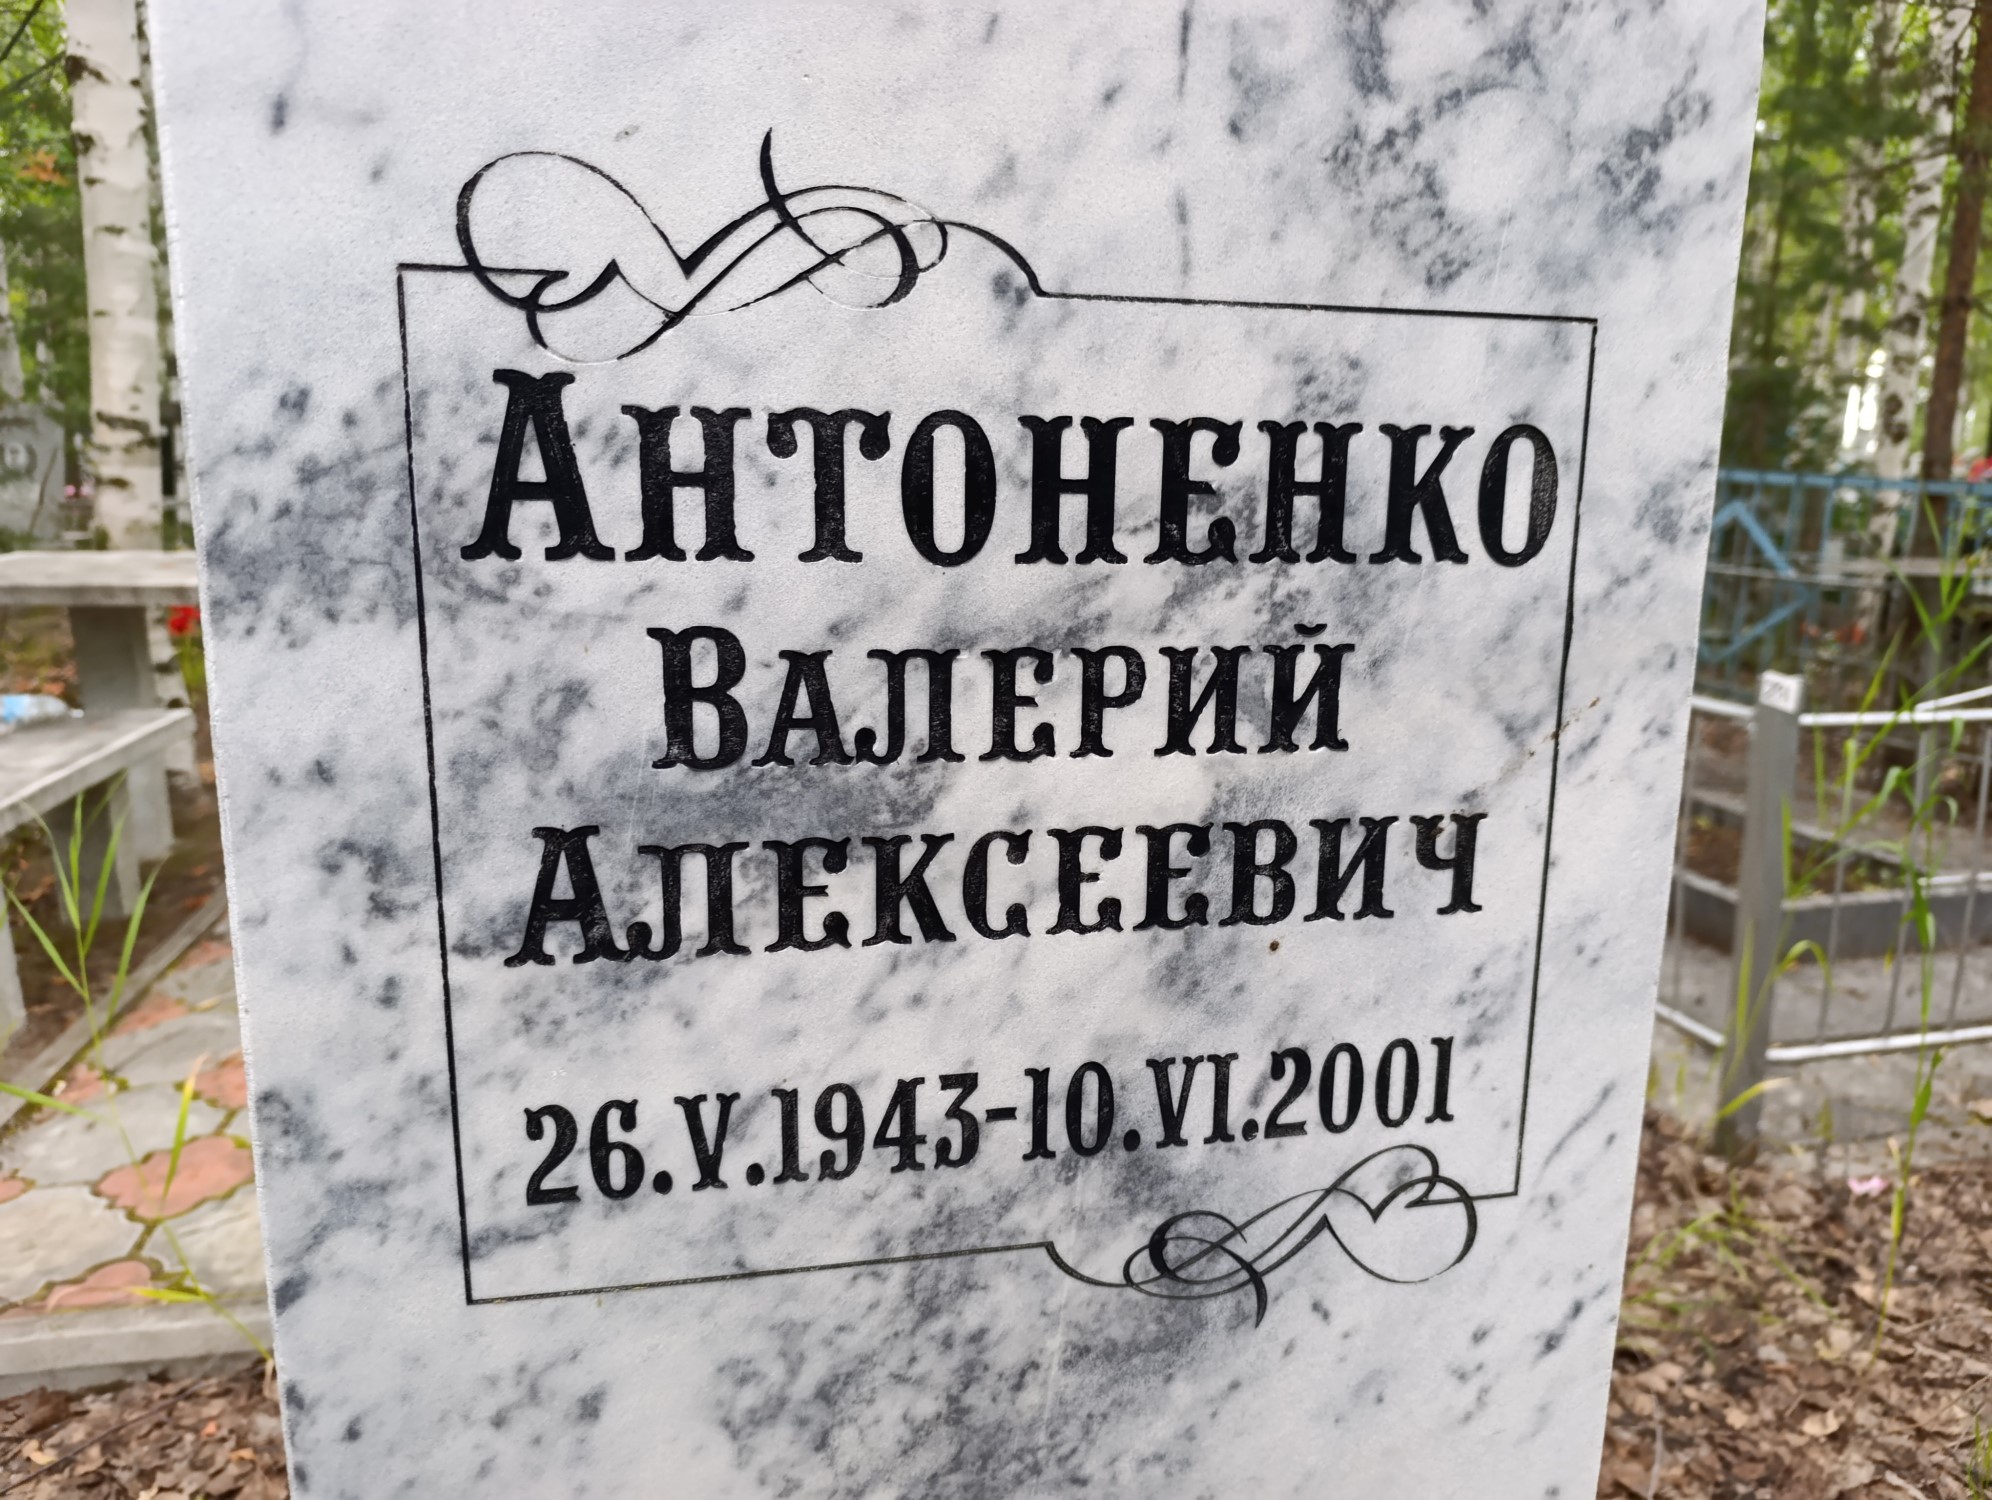 Антоненко
Валерий
Алексеевич
26.V.1943-10.VI.2001